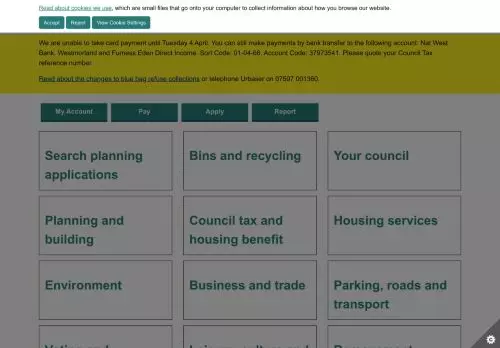 Read about cookies we use, which are small files that go onto your computer to collect information about how you browse our website.
Accept
Reject
View Cookie Settings
We are unable to take card payment until Tuesday 4 April. You can still make payments by bank transfer to the following account: Nat West
Bank, Westmorland and Furness Eden Direct Income. Sort Code: 01-04-66. Account Code: 37973541. Please quote your Council Tax
reference number.
Read about the changes to blue bag refuse collections or telephone Urbaser on 07507 001360.
My Account
Pay
Apply
Report
Search planning
applications
Bins and recycling
Your council
Planning and
building
Council tax and
housing benefit
Housing services
Environment
Business and trade
Parking, roads and
transport